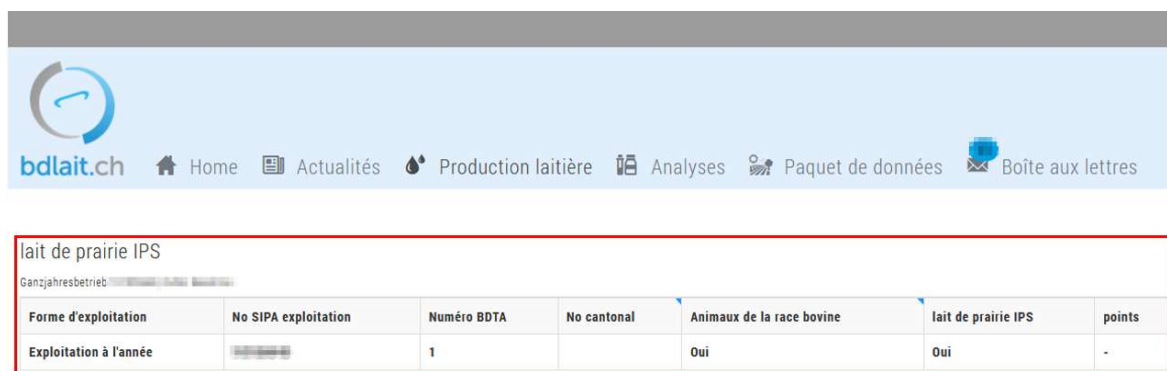 bdlait.ch Home Actualités Production laitière Analyses Paquet de données Boîte aux lettres
lait de prairie IPS
Ganzjahresbetrieb
Forme d'exploitation No SIPA exploitation Numéro BDTA No cantonal Animaux de la race bovine lait de prairie IPS points
Exploitation à l'année 1 Oui Oui -